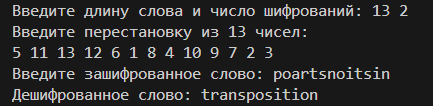 Введите длину слова и число шифрований: 13 2
Введите перестановку из 13 чисел:
5 11 13 12 6 1 8 4 10 9 7 2 3
Введите зашифрованное слово: poartsnoitsin
Дешифрованное слово: transposition